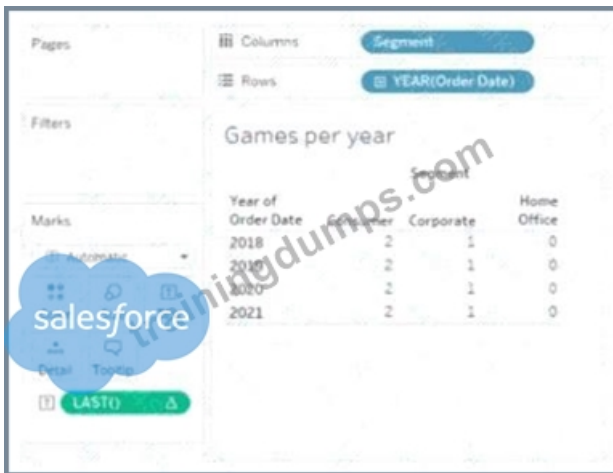 Pages
Columns
Segment
Rows
YEAR(Order Date)
Filters
Games per year
Segment
Year of
Order Date
Consumer
Corporate
Home
Office
2018 2 1 0
2019 2 1 0
2020 2 1 0
2021 2 1 0
Marks
Automatic
salesforce
Detail
Tooltip
LAST()
trainingdumps.com